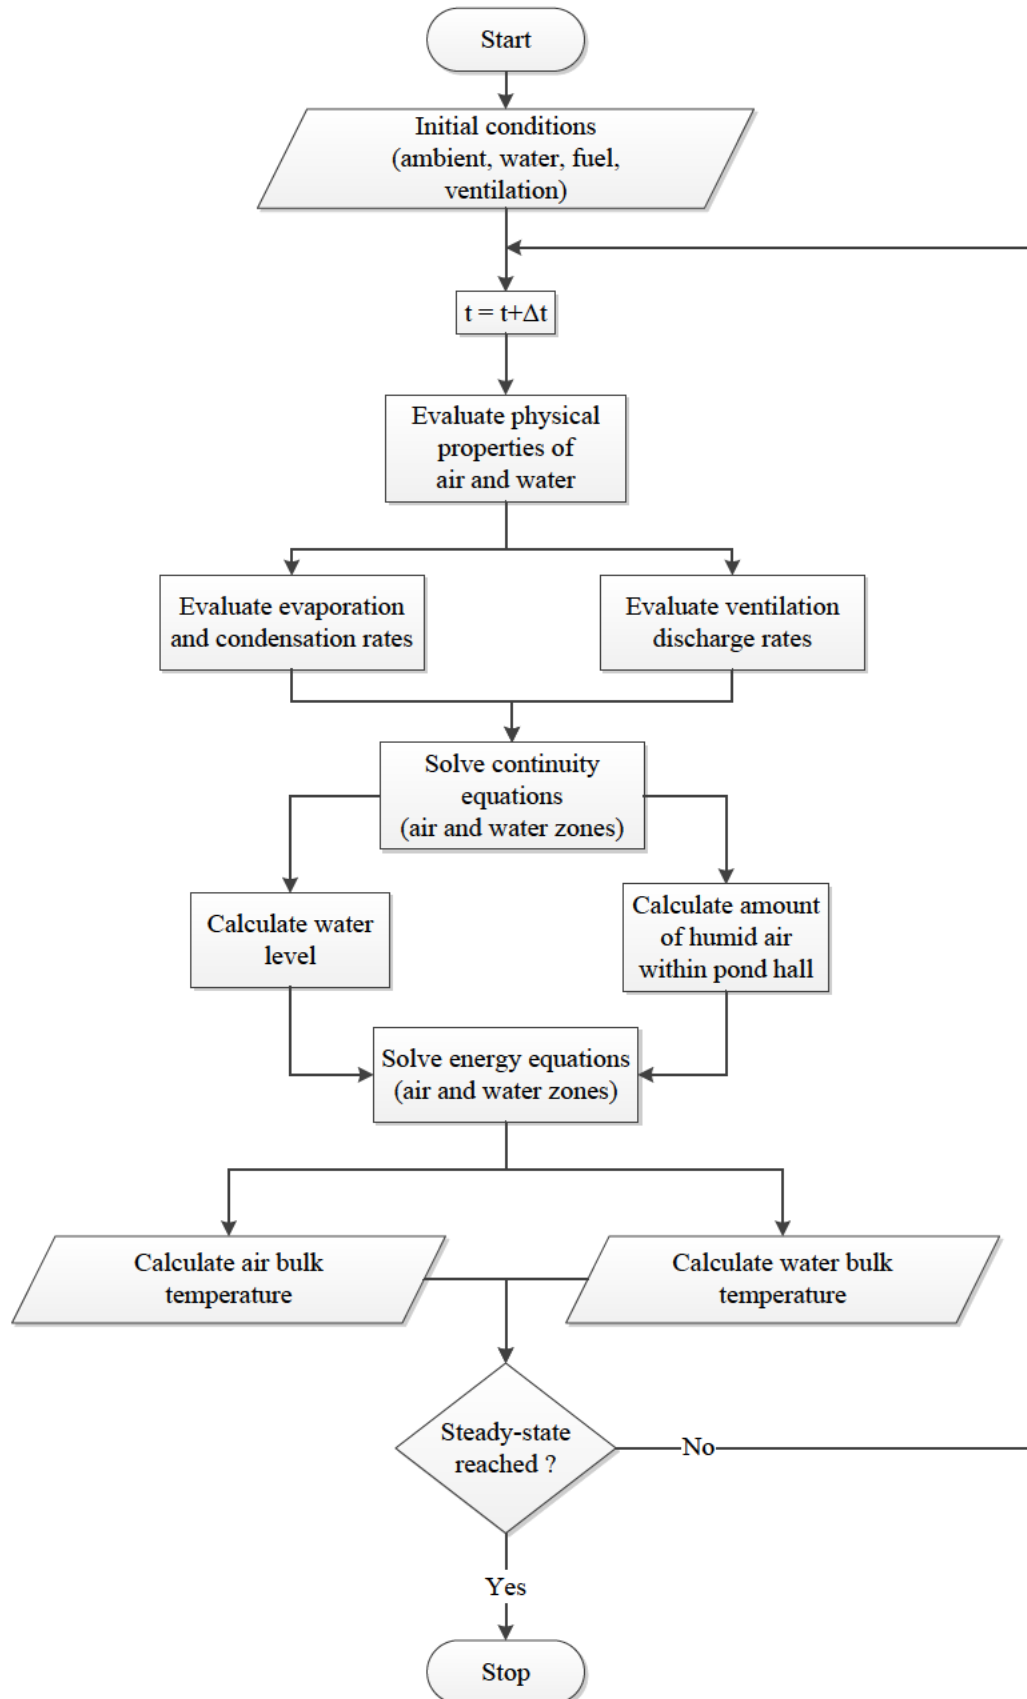 Start
Initial conditions
(ambient, water, fuel,
ventilation)
t = t+Δt
Evaluate physical
properties of
air and water
Evaluate evaporation
and condensation rates
Evaluate ventilation
discharge rates
Solve continuity
equations
(air and water zones)
Calculate water
level
Calculate amount
of humid air
within pond hall
Solve energy equations
(air and water zones)
Calculate air bulk
temperature
Calculate water bulk
temperature
Steady-state
reached ?
No
Yes
Stop